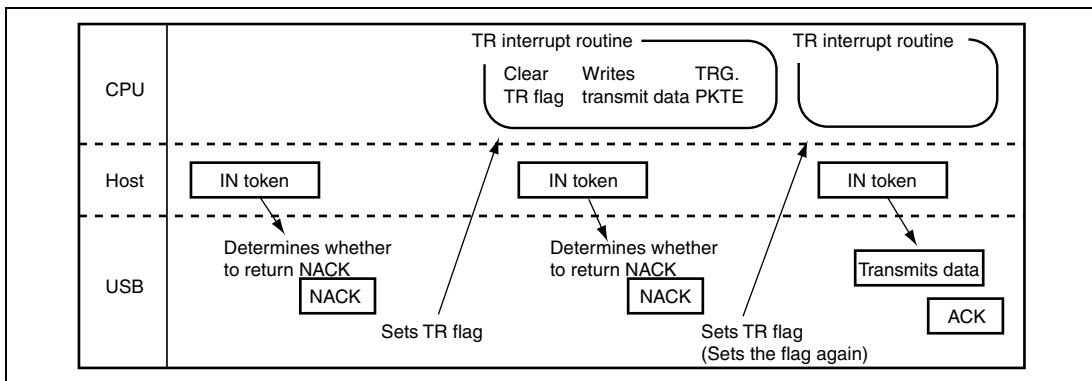 TR interrupt routine
TR interrupt routine
CPU
Clear Writes TRG.
TR flag transmit data PKTE
Host
IN token
IN token
IN token
USB
Determines whether
to return NACK
NACK
Sets TR flag
Determines whether
to return NACK
NACK
Sets TR flag
(Sets the flag again)
Transmits data
ACK